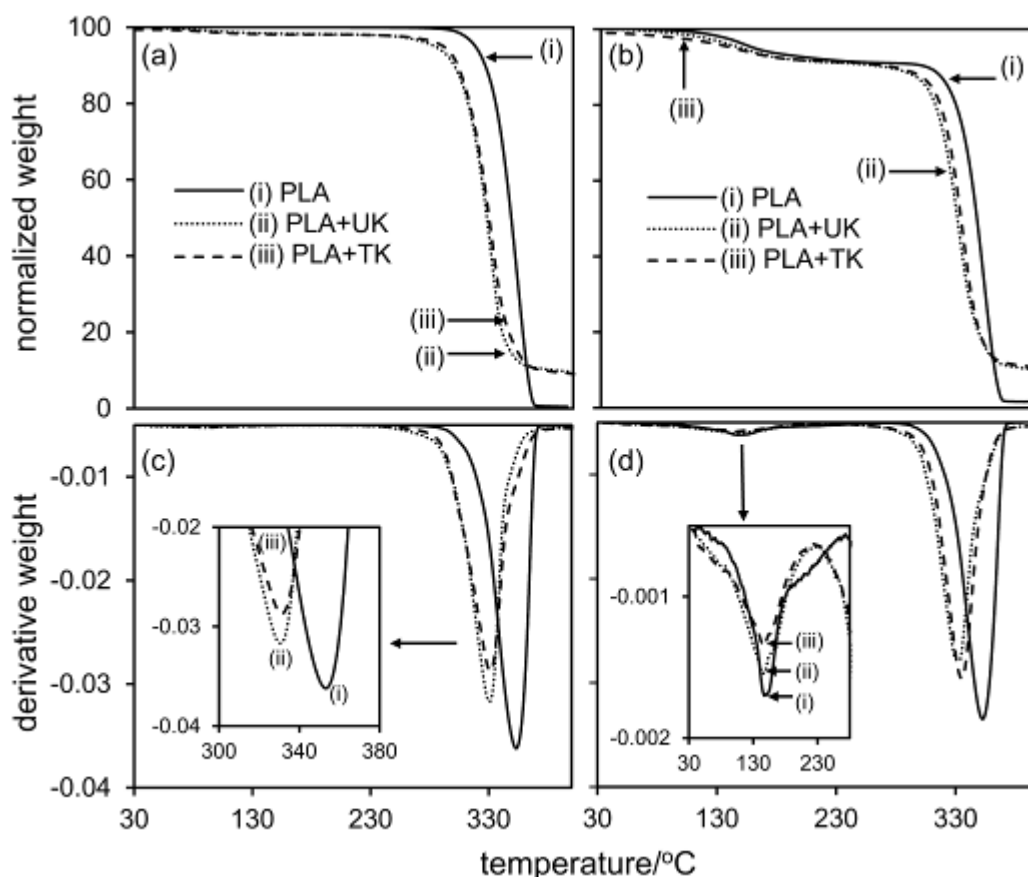 100
80
60
40
20
0
normalized weight
(a)
(i)
(i) PLA
(ii) PLA+UK
(iii) PLA+TK
(iii)
(ii)
(b)
(i)
(iii)
(ii)
(i) PLA
(ii) PLA+UK
(iii) PLA+TK
-0.01
-0.02
-0.03
-0.04
derivative weight
(c)
-0.02
-0.03
-0.04
(iii)
(ii)
(i)
300 340 380
30 130 230 330
(d)
-0.001
-0.002
(iii)
(ii)
(i)
30 130 230
30 130 230 330
temperature/°C